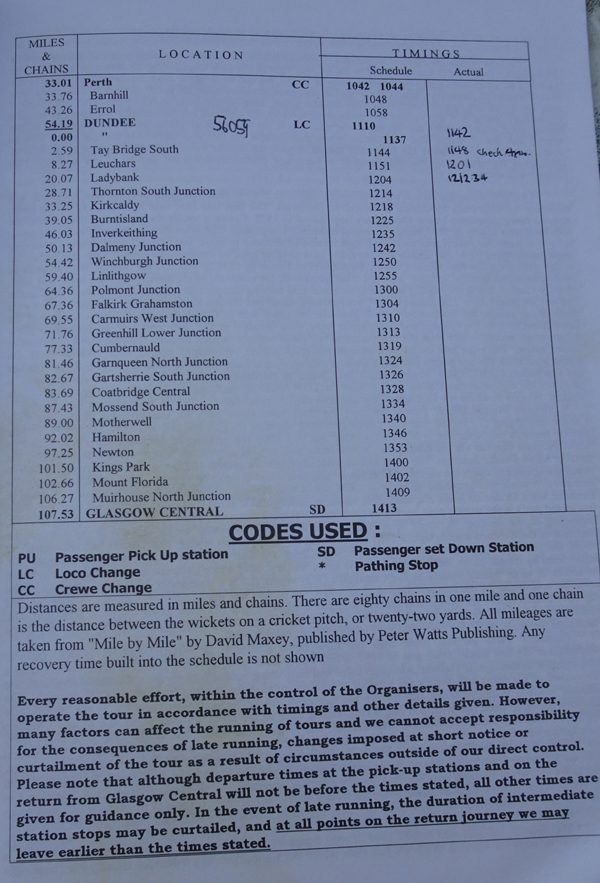 MILES & CHAINS LOCATION TIMINGS
Schedule Actual
33.01 Perth CC 1042 1044
33.76 Barnhill 1048
43.26 Errol 1058
54.19 DUNDEE 56059 LC 1110
0.00 " 1137 1142
2.59 Tay Bridge South 1144 1148 check
8.27 Leuchars 1151 1201
20.07 Ladybank 1204
28.71 Thornton South Junction 1214
33.25 Kirkcaldy 1218
39.05 Burntisland 1225
46.03 Inverkeithing 1235
50.13 Dalmeny Junction 1242
54.42 Winchburgh Junction 1250
59.40 Linlithgow 1255
64.36 Polmont Junction 1300
67.36 Falkirk Grahamston 1304
69.55 Carmuirs West Junction 1310
71.76 Greenhill Lower Junction 1313
77.33 Cumbernauld 1319
81.46 Garnqueen North Junction 1324
82.67 Gartsherrie South Junction 1326
83.69 Coatbridge Central 1328
87.43 Mossend South Junction 1334
89.00 Motherwell 1340
92.02 Hamilton 1346
97.25 Newton 1353
101.50 Kings Park 1400
102.66 Mount Florida 1402
106.27 Muirhouse North Junction 1409
107.53 GLASGOW CENTRAL SD 1413
CODES USED :
PU Passenger Pick Up station SD Passenger set Down Station
LC Loco Change * Pathing Stop
CC Crewe Change
Distances are measured in miles and chains. There are eighty chains in one mile and one chain
is the distance between the wickets on a cricket pitch, or twenty-two yards. All mileages are
taken from "Mile by Mile" by David Maxey, published by Peter Watts Publishing. Any
recovery time built into the schedule is not shown
Every reasonable effort, within the control of the Organisers, will be made to
operate the tour in accordance with timings and other details given. However,
many factors can affect the running of tours and we cannot accept responsibility
for the consequences of late running, changes imposed at short notice or
curtailment of the tour as a result of circumstances outside of our direct control.
Please note that although departure times at the pick-up stations and on the
return from Glasgow Central will not be before the times stated, all other times are
given for guidance only. In the event of late running, the duration of intermediate
station stops may be curtailed, and at all points on the return journey we may
leave earlier than the times stated.